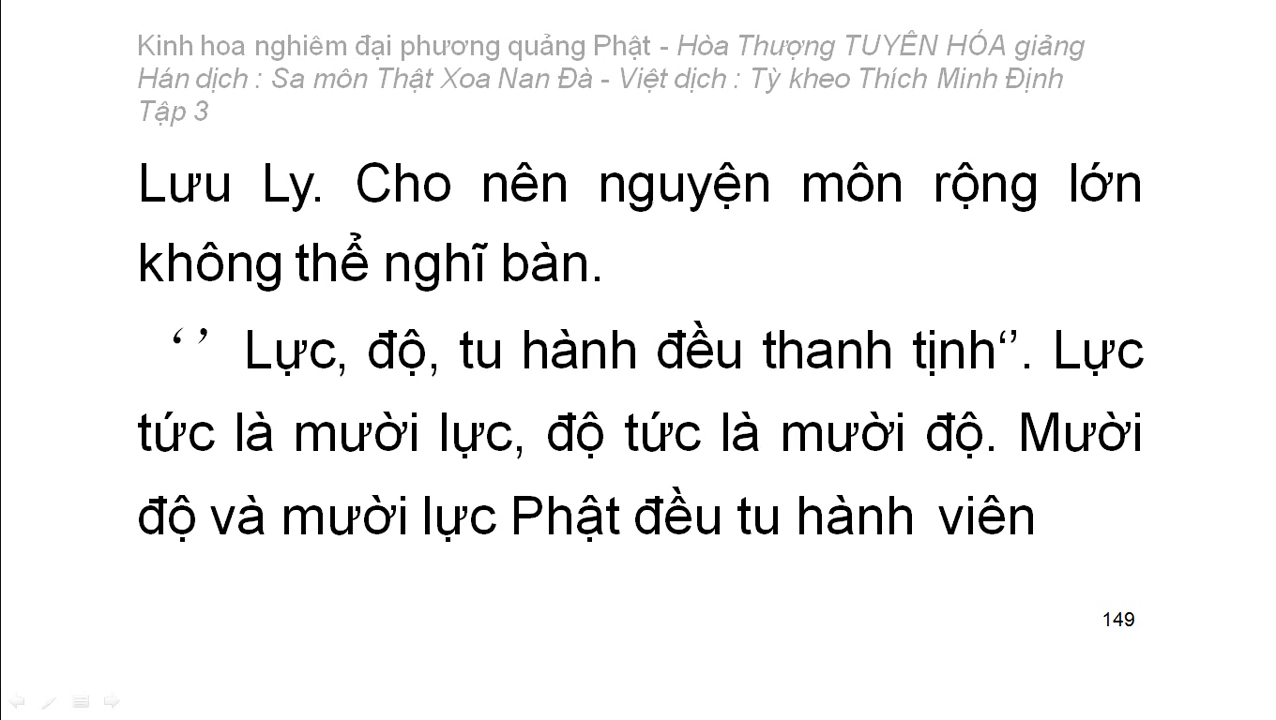 Kinh hoa nghiêm đại phương quảng Phật - Hòa Thượng TUYÊN HÓA giảng
Hán dịch : Sa môn Thật Xoa Nan Đà - Việt dịch : Tỳ kheo Thích Minh Định
Tập 3
Lưu Ly. Cho nên nguyện môn rộng lớn
không thể nghĩ bàn.
‘’ Lực, độ, tu hành đều thanh tịnh‘’. Lực
tức là mười lực, độ tức là mười độ. Mười
độ và mười lực Phật đều tu hành viên
149